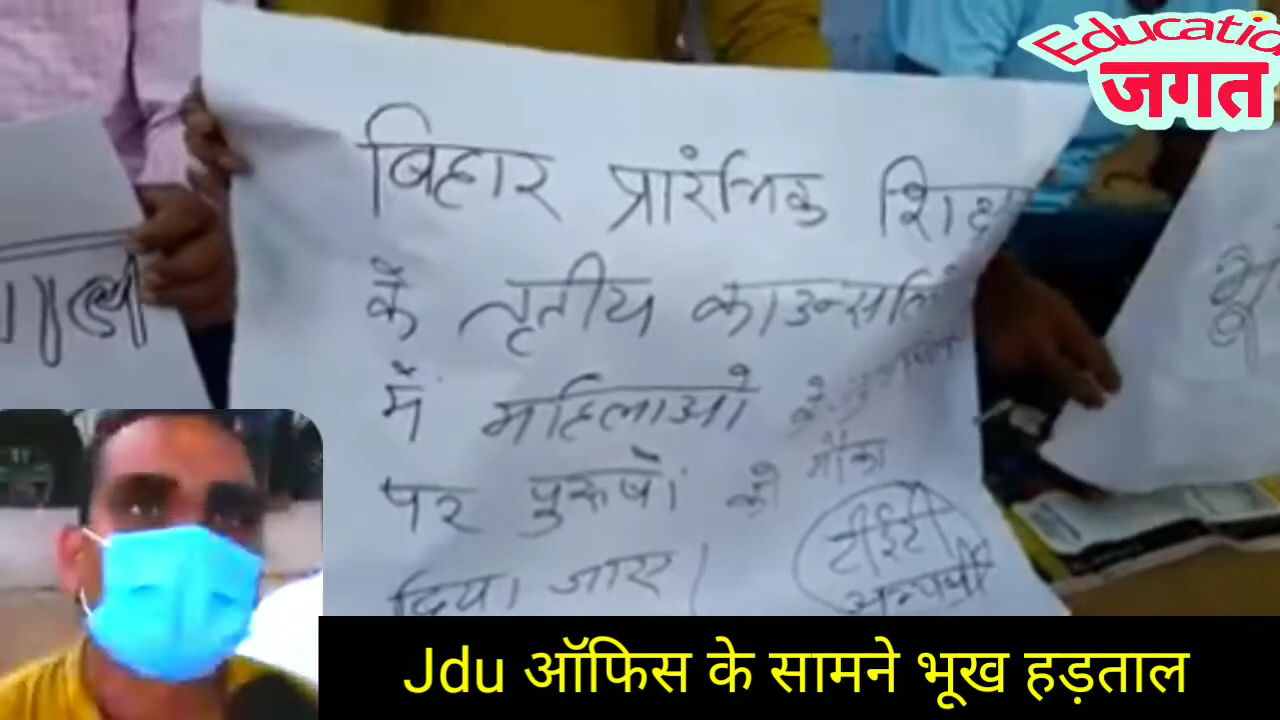 Education
जगत
बिहार प्रारंभिक
के तृतीय
में महिलाओ के
पर पुरूषों को मौका
दिया जाए।
टीईटी
अभ्यर्थी
Jdu ऑफिस के सामने भूख हड़ताल